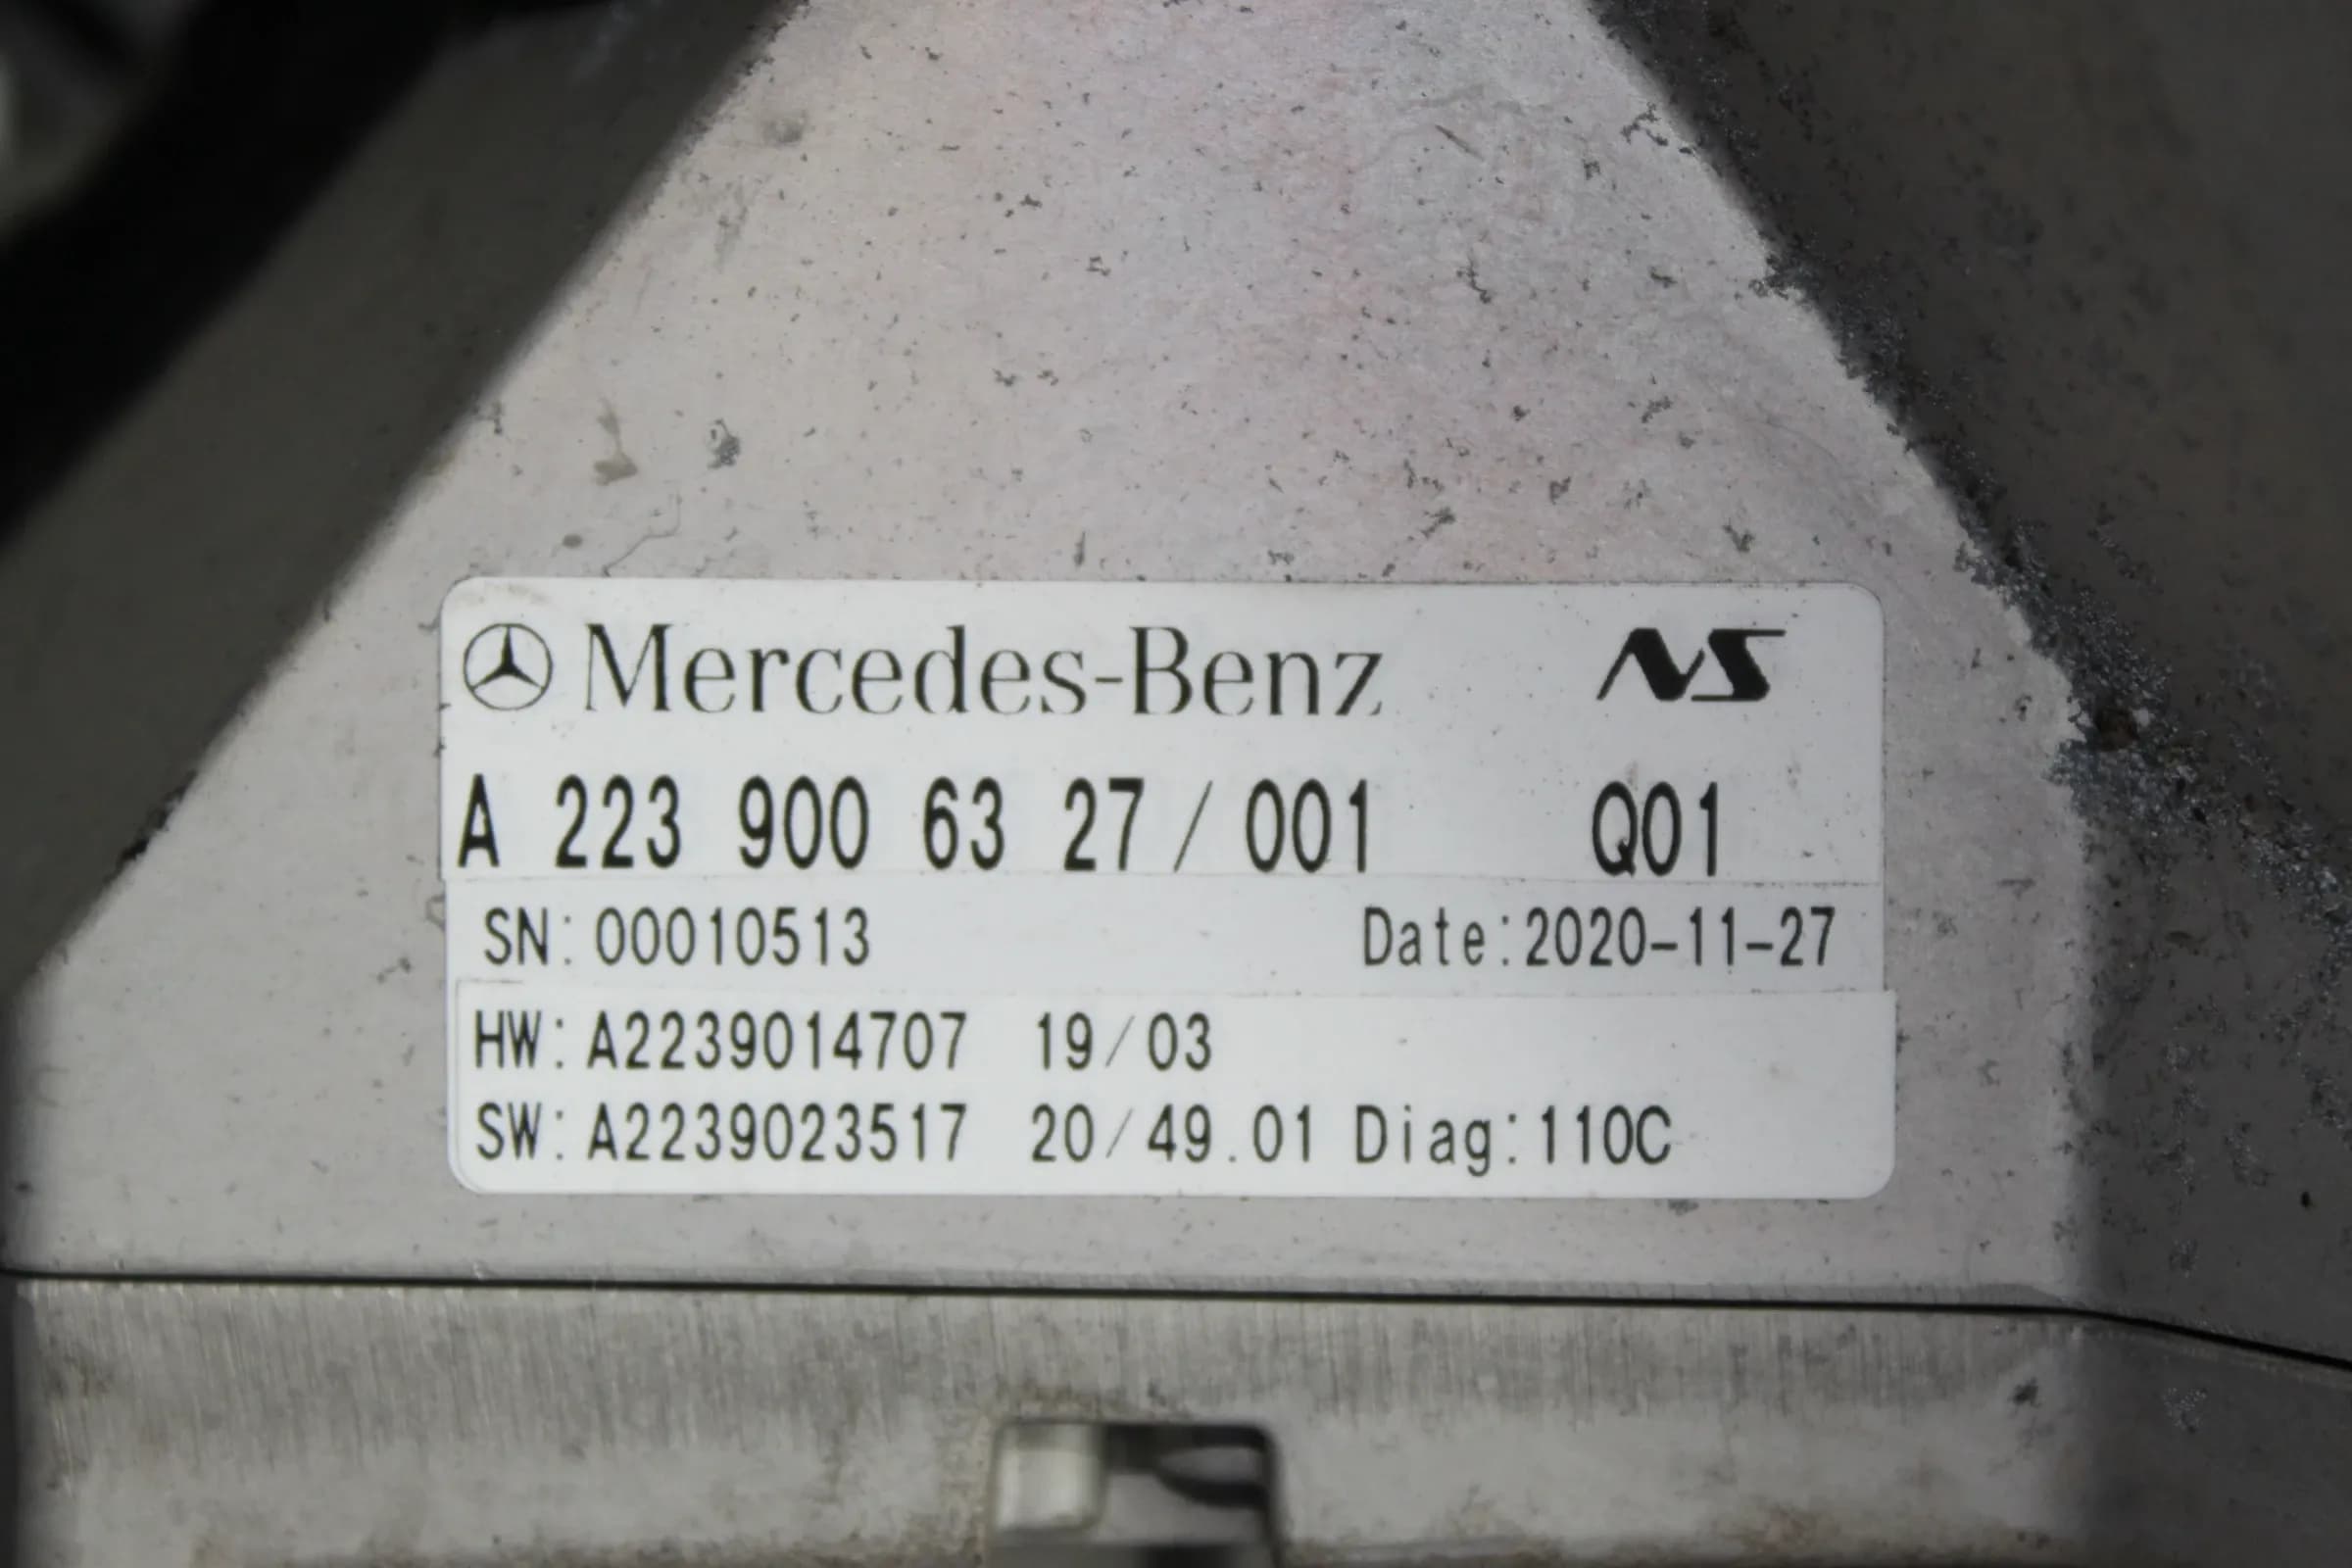 Mercedes-Benz NS
A 223 900 63 27/001 Q01
SN:00010513 Date:2020-11-27
HW:A2239014707 19/03
SW:A2239023517 20/49.01 Diag:110C